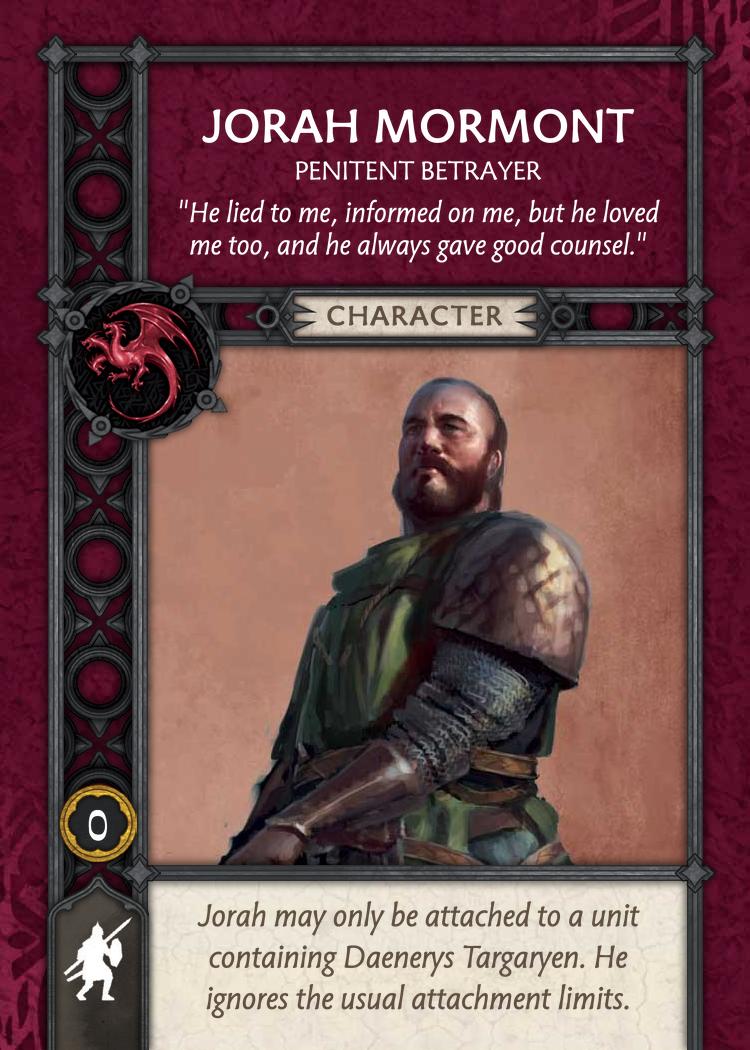 JORAH MORMONT
PENITENT BETRAYER
"He lied to me, informed on me, but he loved
me too, and he always gave good counsel."
CHARACTER
0
Jorah may only be attached to a unit
containing Daenerys Targaryen. He
ignores the usual attachment limits.